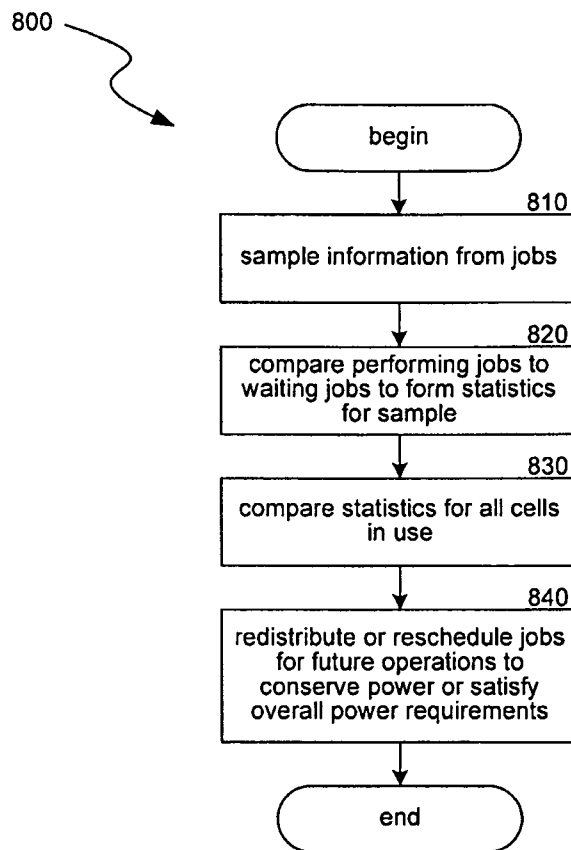 800
begin
810
sample information from jobs
820
compare performing jobs to
waiting jobs to form statistics
for sample
830
compare statistics for all cells
in use
840
redistribute or reschedule jobs
for future operations to
conserve power or satisfy
overall power requirements
end